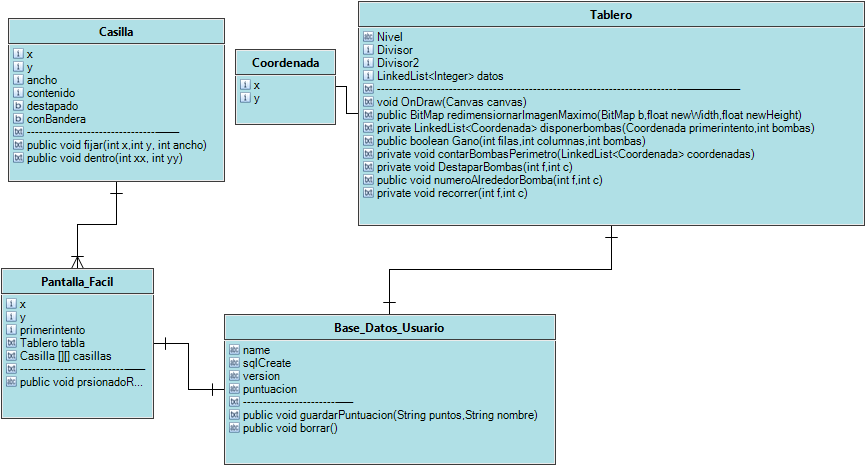 Casilla
x
y
ancho
contenido
destapado
conBandera
------------------------------------
public void fijar(int x,int y, int ancho)
public void dentro(int xx, int yy)
Coordenada
x
y
Tablero
Nivel
Divisor
Divisor2
LinkedList<Integer> datos
------------------------------------------------------------------------------------
void OnDraw(Canvas canvas)
public BitMap redimensiornarImagenMaximo(BitMap b,float newWidth,float newHeight)
private LinkedList<Coordenada> disponerbombas(Coordenada primerintento,int bombas)
public boolean Gano(int filas,int columnas,int bombas)
private void contarBombasPerimetro(LinkedList<Coordenada> coordenadas)
private void DestaparBombas(int f,int c)
public void numeroAlrededorBomba(int f,int c)
private void recorrer(int f,int c)
Pantalla_Facil
x
y
primerintento
Tablero tabla
Casilla [][] casillas
-----------------------------
public void prsionadoR...
Base_Datos_Usuario
name
sqlCreate
version
puntuacion
--------------------------
public void guardarPuntuacion(String puntos,String nombre)
public void borrar()